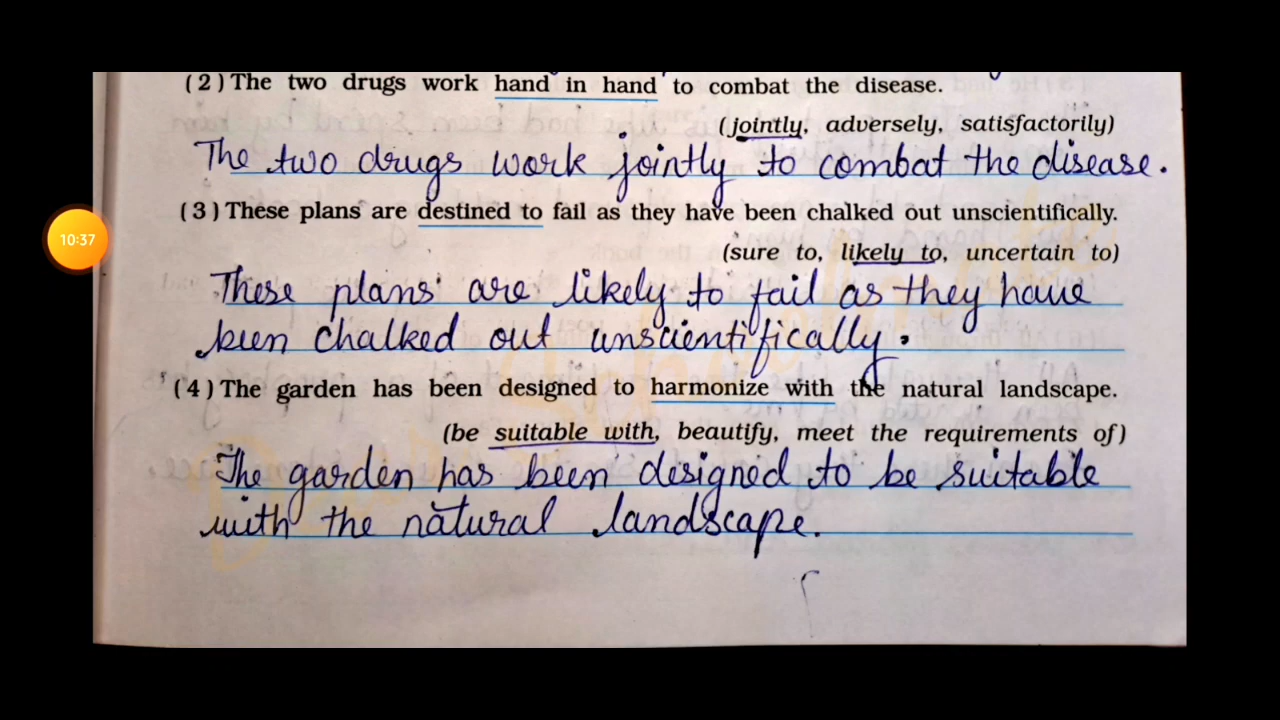 (2) The two drugs work hand in hand to combat the disease.
(jointly, adversely, satisfactorily)
The two drugs work jointly to combat the disease.
(3) These plans are destined to fail as they have been chalked out unscientifically.
10:37
(sure to, likely to, uncertain to)
These plans are likely to fail as they have
been chalked out unscientifically.
(4) The garden has been designed to harmonize with the natural landscape.
(be suitable with, beautify, meet the requirements of)
The garden has been designed to be suitable
with the natural landscape.